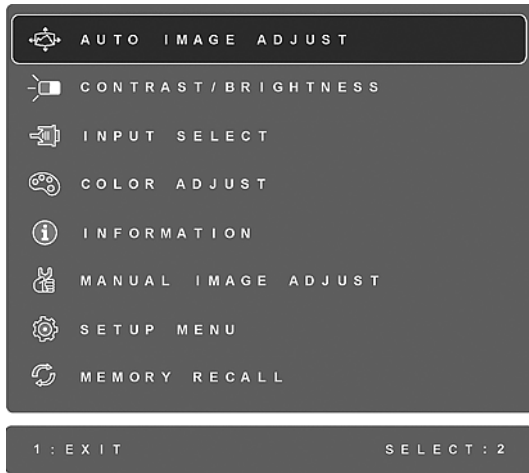 AUTO IMAGE ADJUST
CONTRAST/BRIGHTNESS
INPUT SELECT
COLOR ADJUST
INFORMATION
MANUAL IMAGE ADJUST
SETUP MENU
MEMORY RECALL
1:EXIT SELECT:2